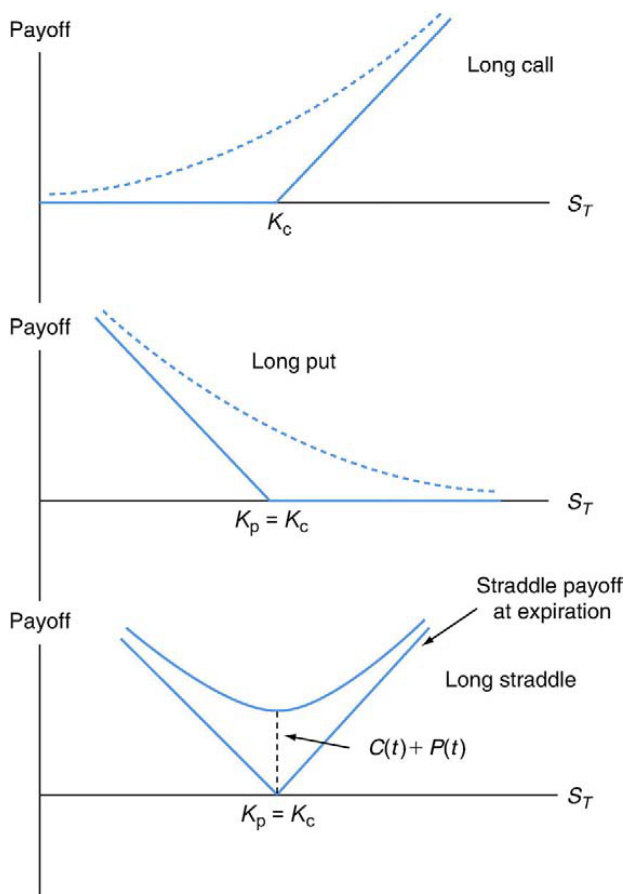 Payoff
Long call
K_c
S_T
Payoff
Long put
K_p = K_c
Straddle payoff
at expiration
Payoff
Long straddle
C(t) + P(t)
S_T
K_p = K_c